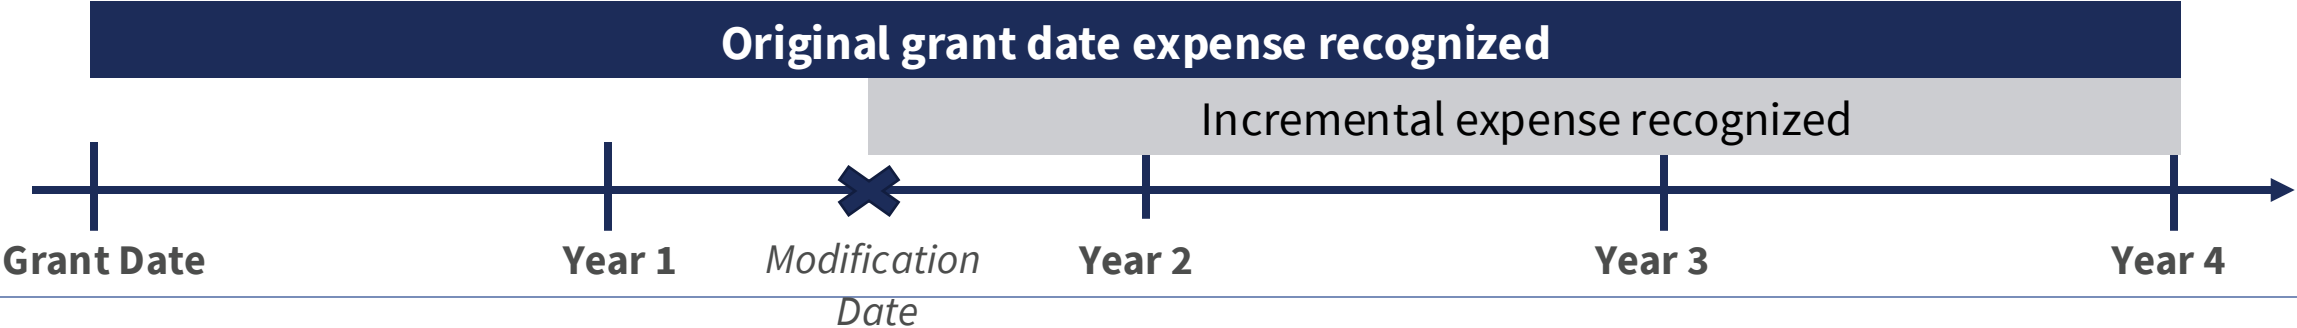 Original grant date expense recognized
Incremental expense recognized
Grant Date
Year 1
Modification
Date
Year 2
Year 3
Year 4